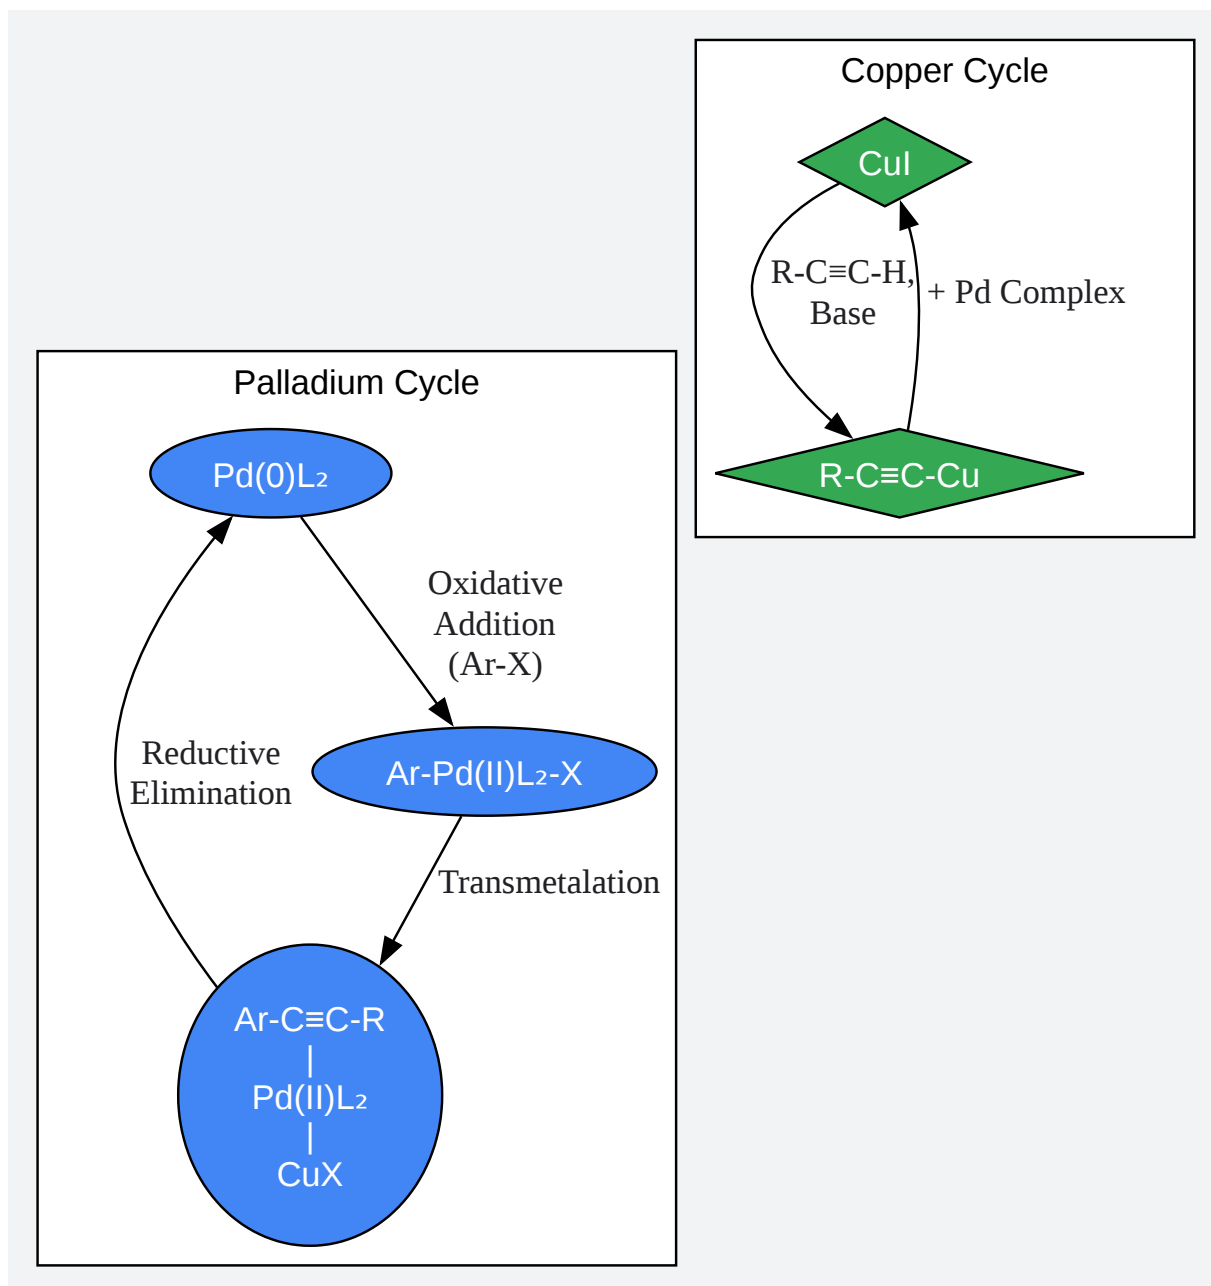 Copper Cycle
CuI
R-C≡C-H,
Base
+ Pd Complex
R-C≡C-Cu
Palladium Cycle
Pd(0)L₂
Oxidative
Addition
(Ar-X)
Ar-Pd(II)L₂-X
Reductive
Elimination
Transmetalation
Ar-C≡C-R
|
Pd(II)L₂
|
CuX